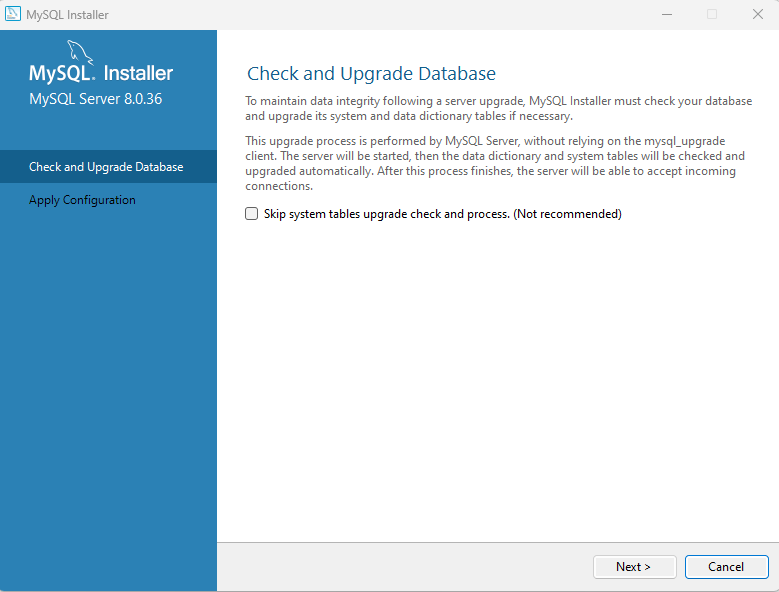 MySQL Installer
MySQL. Installer
MySQL Server 8.0.36
Check and Upgrade Database
Apply Configuration
Check and Upgrade Database
To maintain data integrity following a server upgrade, MySQL Installer must check your database
and upgrade its system and data dictionary tables if necessary.
This upgrade process is performed by MySQL Server, without relying on the mysql_upgrade
client. The server will be started, then the data dictionary and system tables will be checked and
upgraded automatically. After this process finishes, the server will be able to accept incoming
connections.
Skip system tables upgrade check and process. (Not recommended)
Next >
Cancel